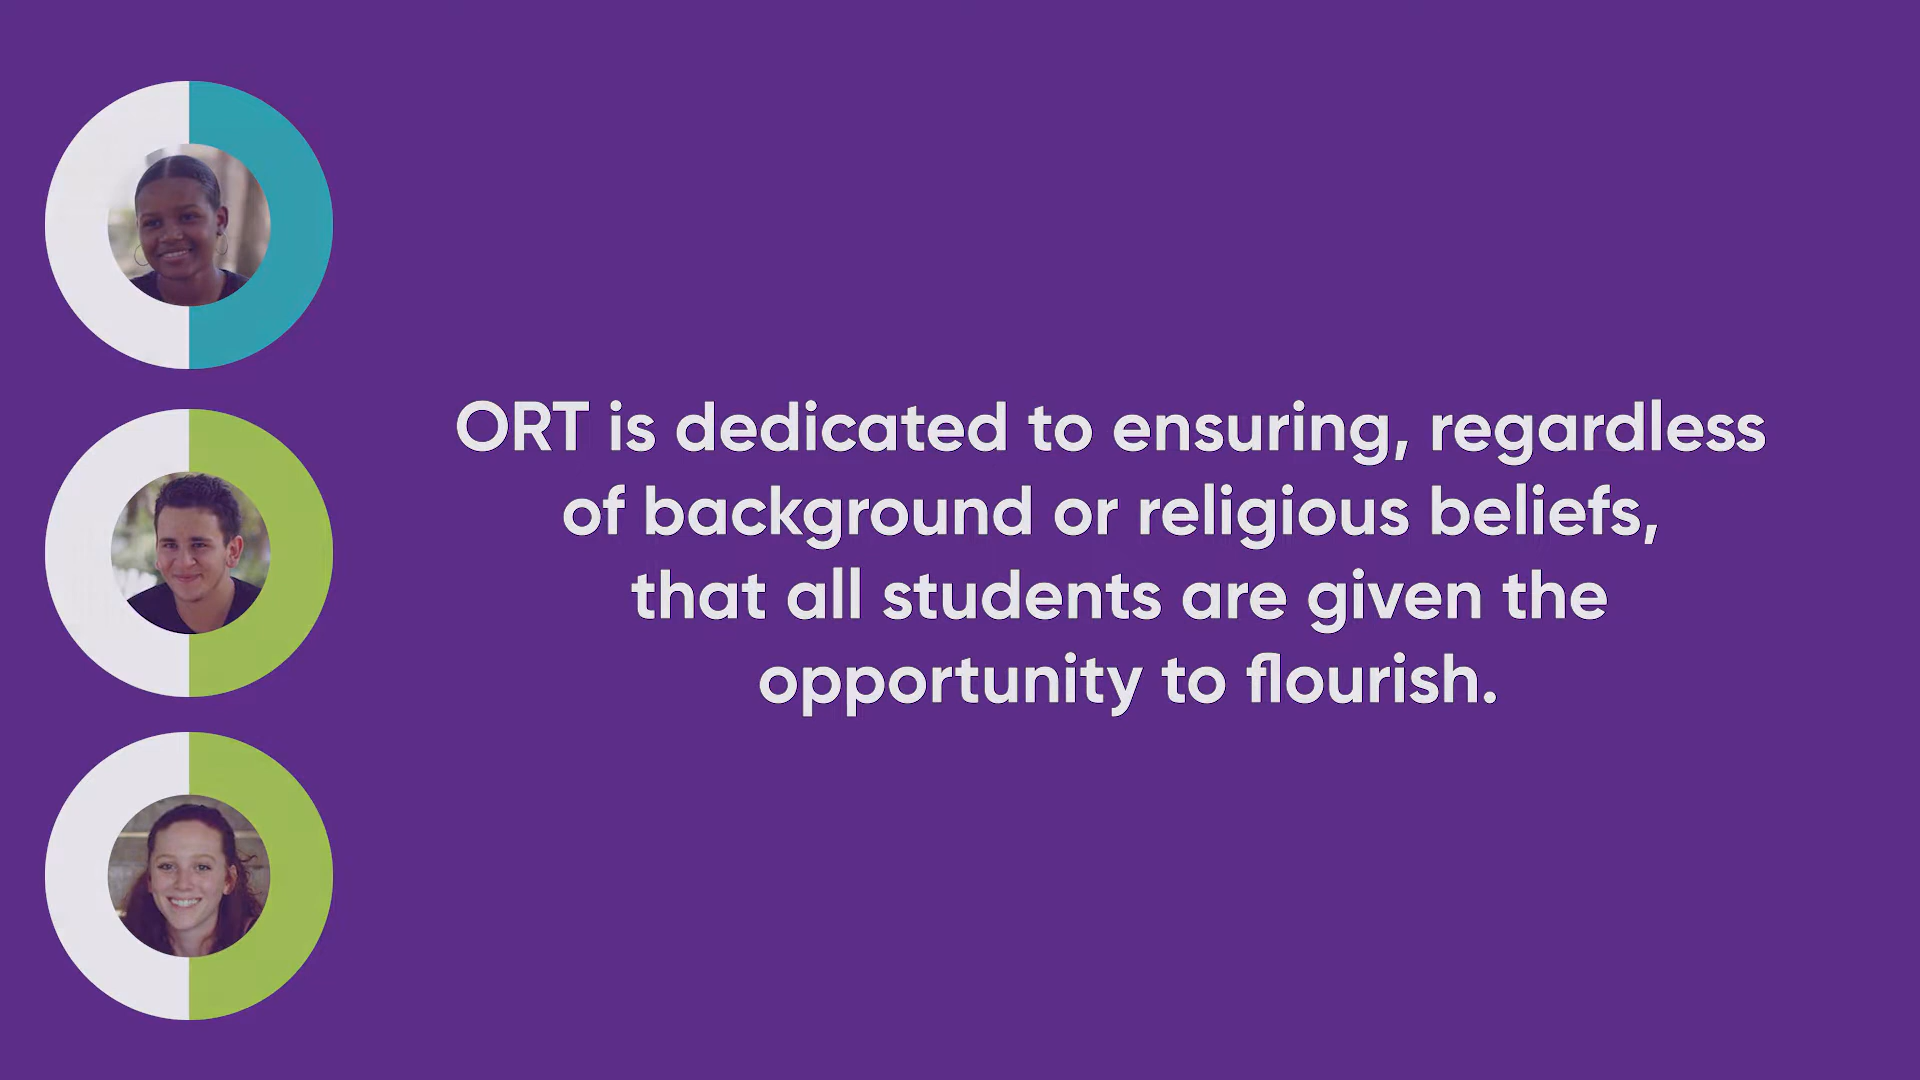 ORT is dedicated to ensuring, regardless
of background or religious beliefs,
that all students are given the
opportunity to flourish.